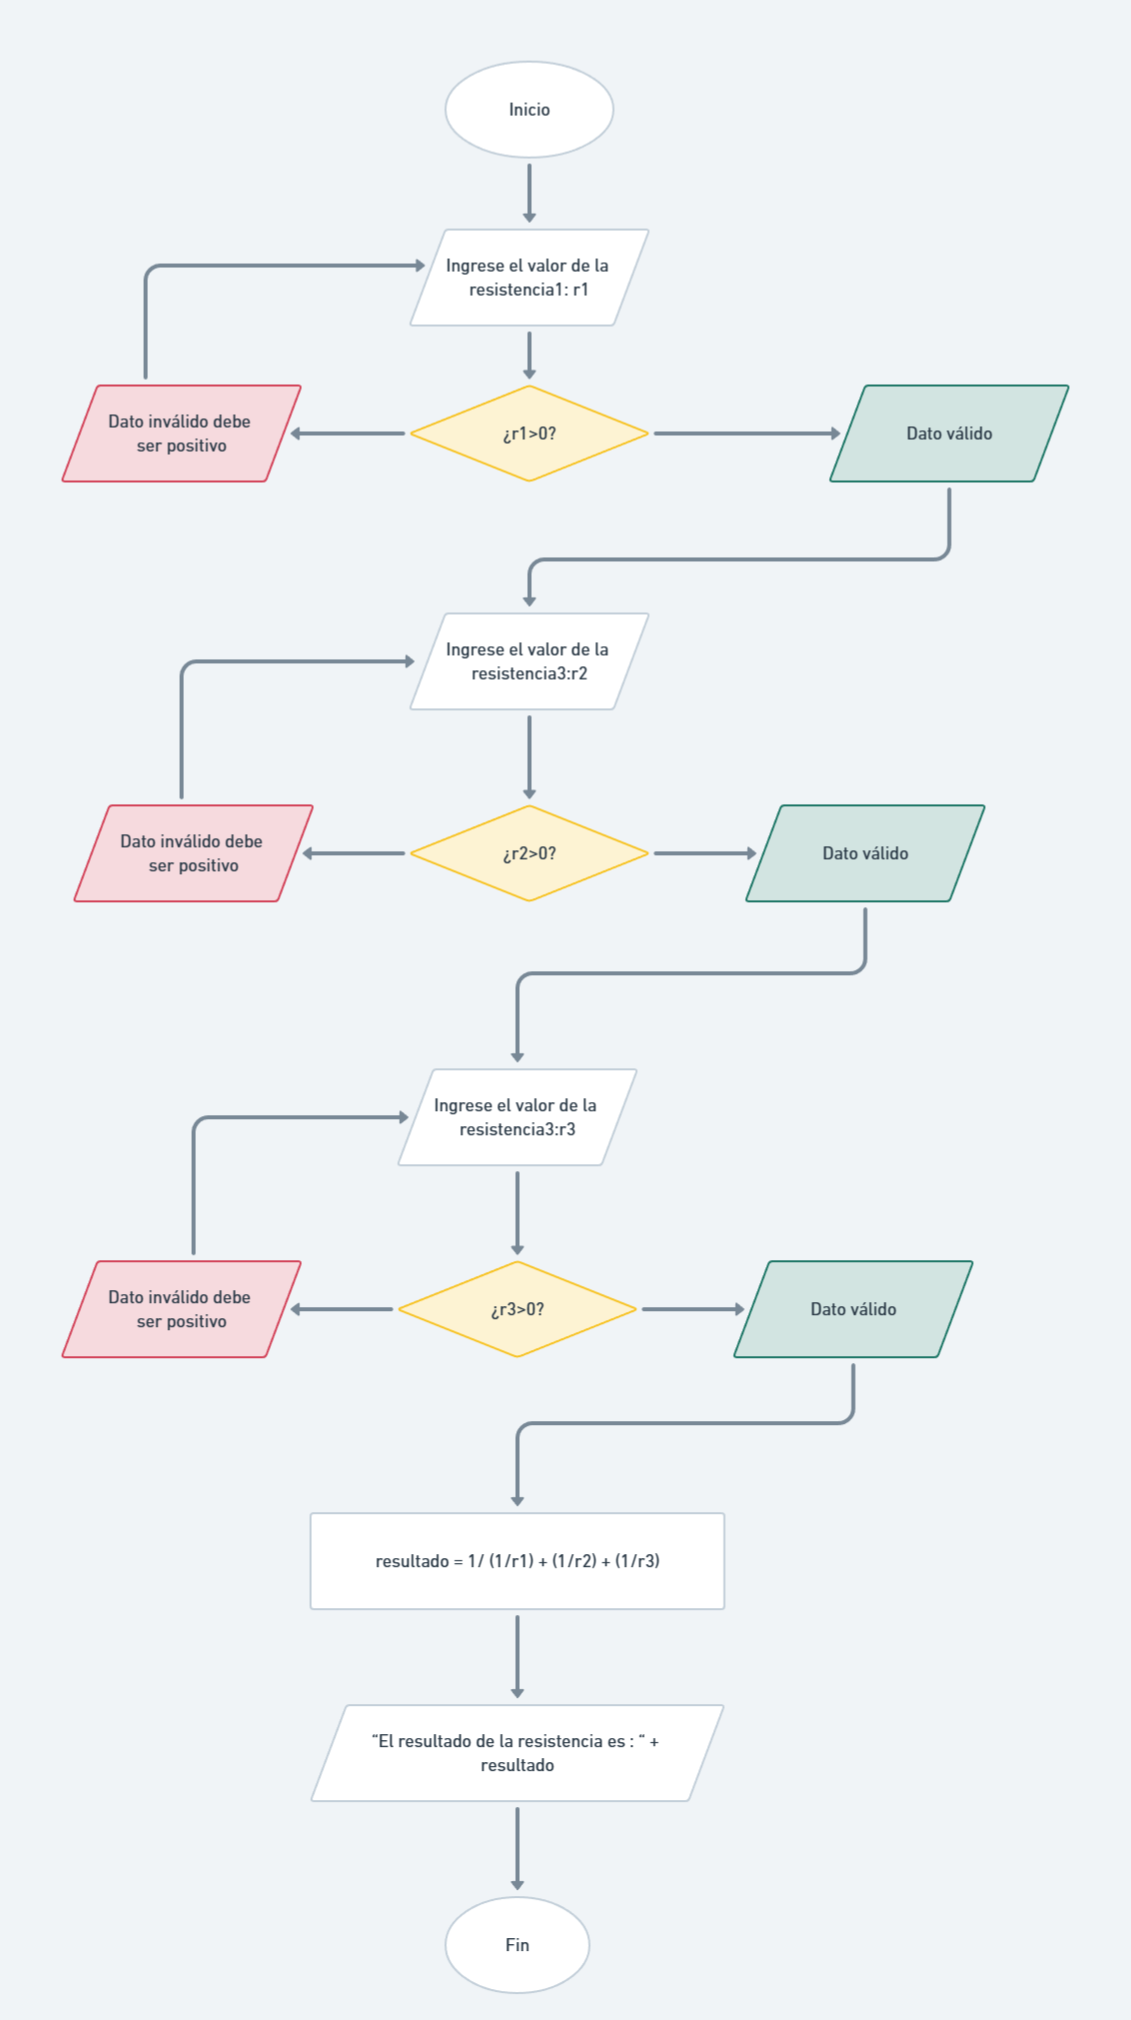 Inicio
Ingrese el valor de la
resistencia1: r1
Dato inválido debe
ser positivo
¿r1>0?
Dato válido
Ingrese el valor de la
resistencia3:r2
Dato inválido debe
ser positivo
¿r2>0?
Dato válido
Ingrese el valor de la
resistencia3:r3
Dato inválido debe
ser positivo
¿r3>0?
Dato válido
resultado = 1/ (1/r1) + (1/r2) + (1/r3)
“El resultado de la resistencia es : “ +
resultado
Fin